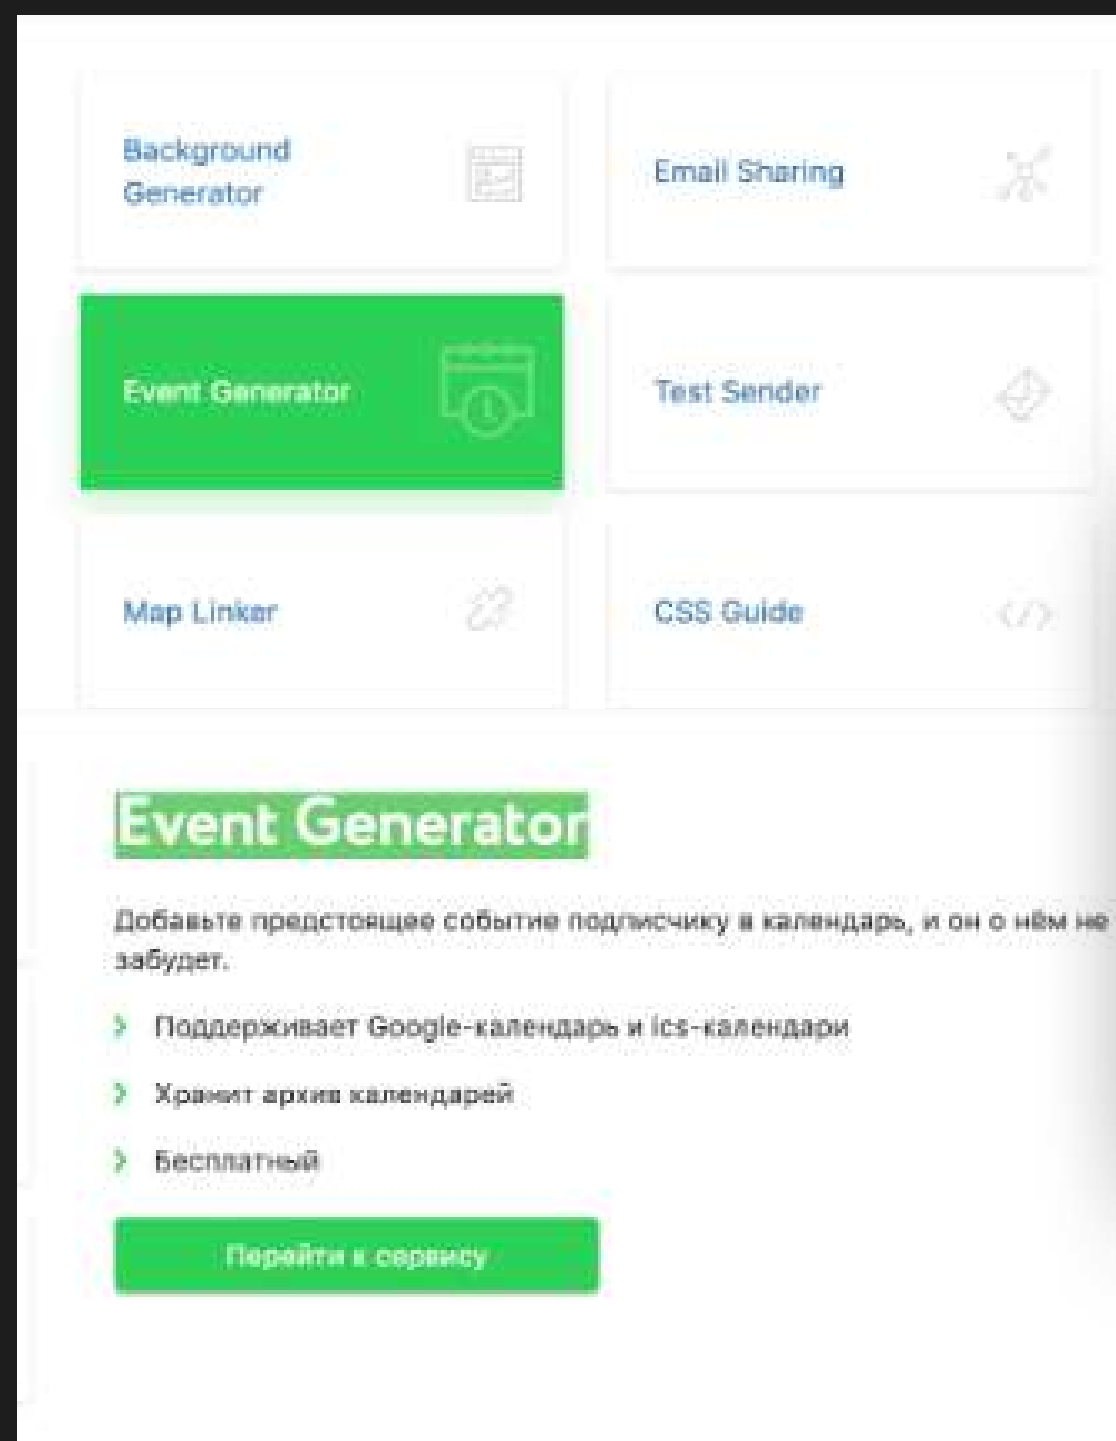 Background
Generator
Email Sharing
Event Generator
Test Sender
Map Linker
CSS Guide
Event Generator
Добавьте предстоящее событие подписчику в календарь, и он о нём не
забудет.
Поддерживает Google-календарь и ics-календари
Хранит архив календарей
Бесплатный
Перейти к сервису